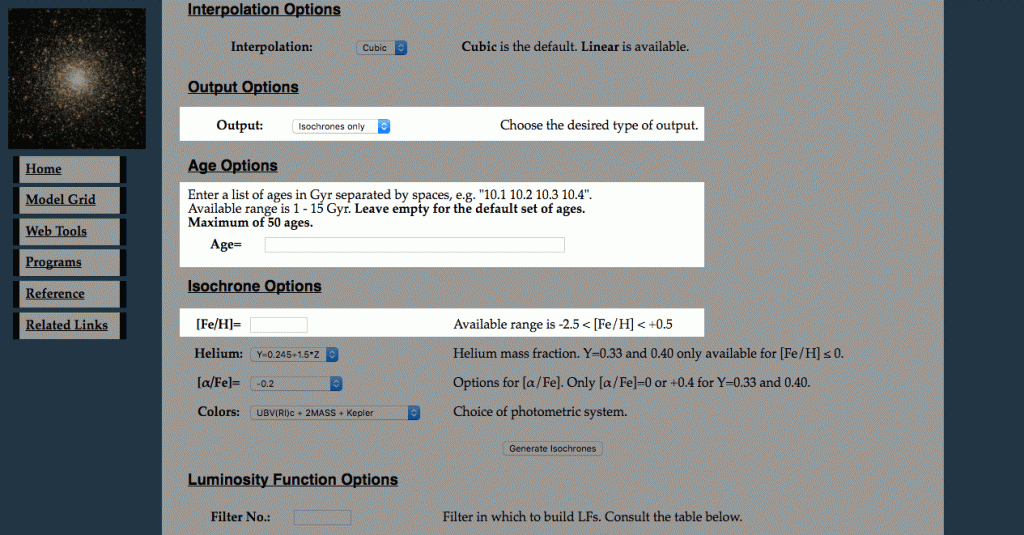 Interpolation Options
Interpolation: Cubic Cubic is the default. Linear is available.
Output Options
Output: Isochrones only Choose the desired type of output.
Home
Model Grid
Web Tools
Programs
Reference
Related Links
Age Options
Enter a list of ages in Gyr separated by spaces, e.g. "10.1 10.2 10.3 10.4".
Available range is 1 - 15 Gyr. Leave empty for the default set of ages.
Maximum of 50 ages.
Age=
Isochrone Options
[Fe/H]= Available range is -2.5 < [Fe/H] < +0.5
Helium: Y=0.245+1.5*Z Helium mass fraction. Y=0.33 and 0.40 only available for [Fe/H] ≤ 0.
[α/Fe]= -0.2 Options for [α/Fe]. Only [α/Fe]=0 or +0.4 for Y=0.33 and 0.40.
Colors: UBV(RI)c + 2MASS + Kepler Choice of photometric system.
Generate Isochrones
Luminosity Function Options
Filter No.: Filter in which to build LFs. Consult the table below.